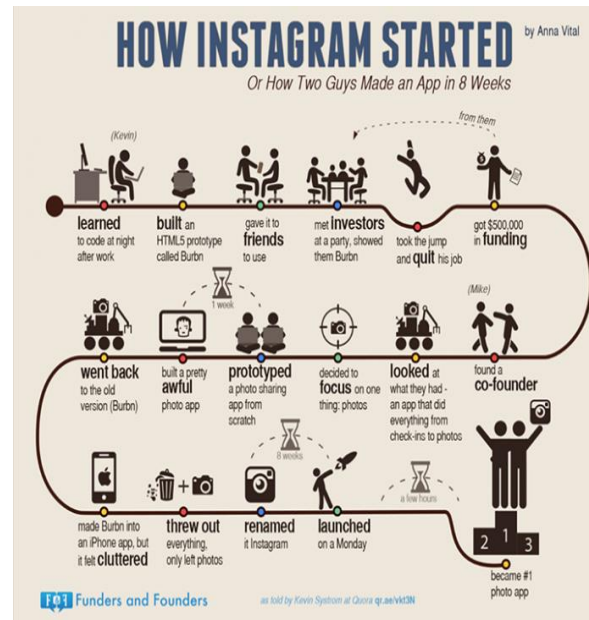 HOW INSTAGRAM STARTED
by Anna Vital
Or How Two Guys Made an App in 8 Weeks
(Kevin)
from them
learned
to code at night
after work
built an
HTML5 prototype
called Burbn
gave it to
friends
to use
met investors
at a party, showed
them Burbn
took the jump
and quit his job
got $500,000
in funding
(Mike)
found a
co-founder
looked at
what they had -
an app that did
everything from
check-ins to photos
decided to
focus on one
thing: photos
1 week
prototyped
a photo sharing
app from
scratch
built a pretty
awful
photo app
went back
to the old
version (Burbn)
made Burbn into
an iPhone app, but
it felt cluttered
threw out
everything,
only left photos
8 weeks
renamed
it Instagram
launched
on a Monday
a few hours
2 1 3
became #1
photo app
F&F Funders and Founders
as told by Kevin Systrom at Quora qr.ae/vkt3N